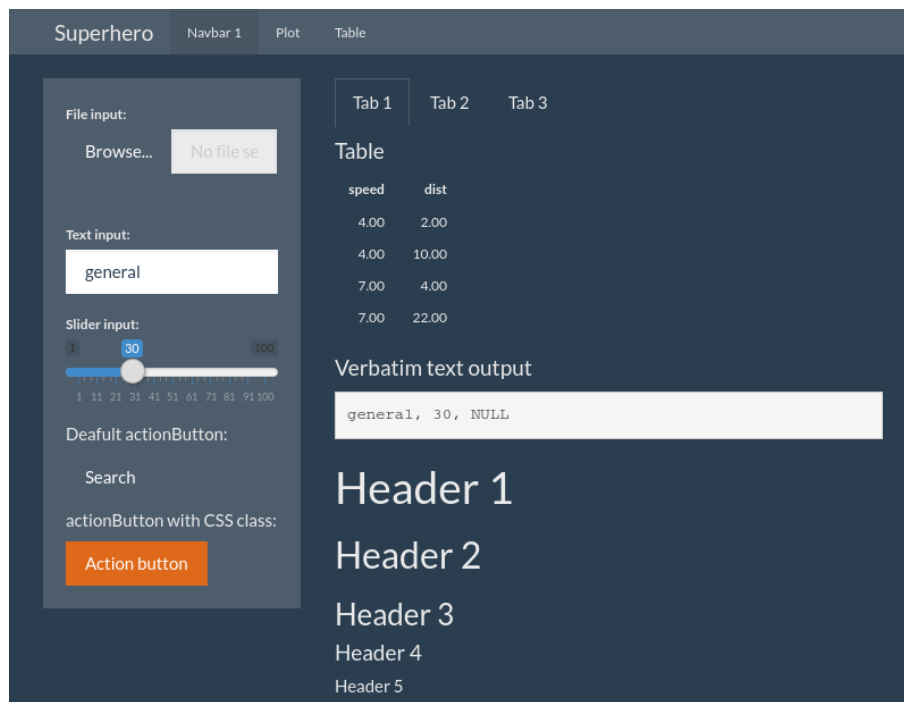 Superhero Navbar 1 Plot Table
File input:
Browse... No file se
Text input:
general
Slider input:
1 30 100
1 11 21 31 41 51 61 71 81 91 100
Deafult actionButton:
Search
actionButton with CSS class:
Action button
Tab 1 Tab 2 Tab 3
Table
speed dist
4.00 2.00
4.00 10.00
7.00 4.00
7.00 22.00
Verbatim text output
general, 30, NULL
Header 1
Header 2
Header 3
Header 4
Header 5